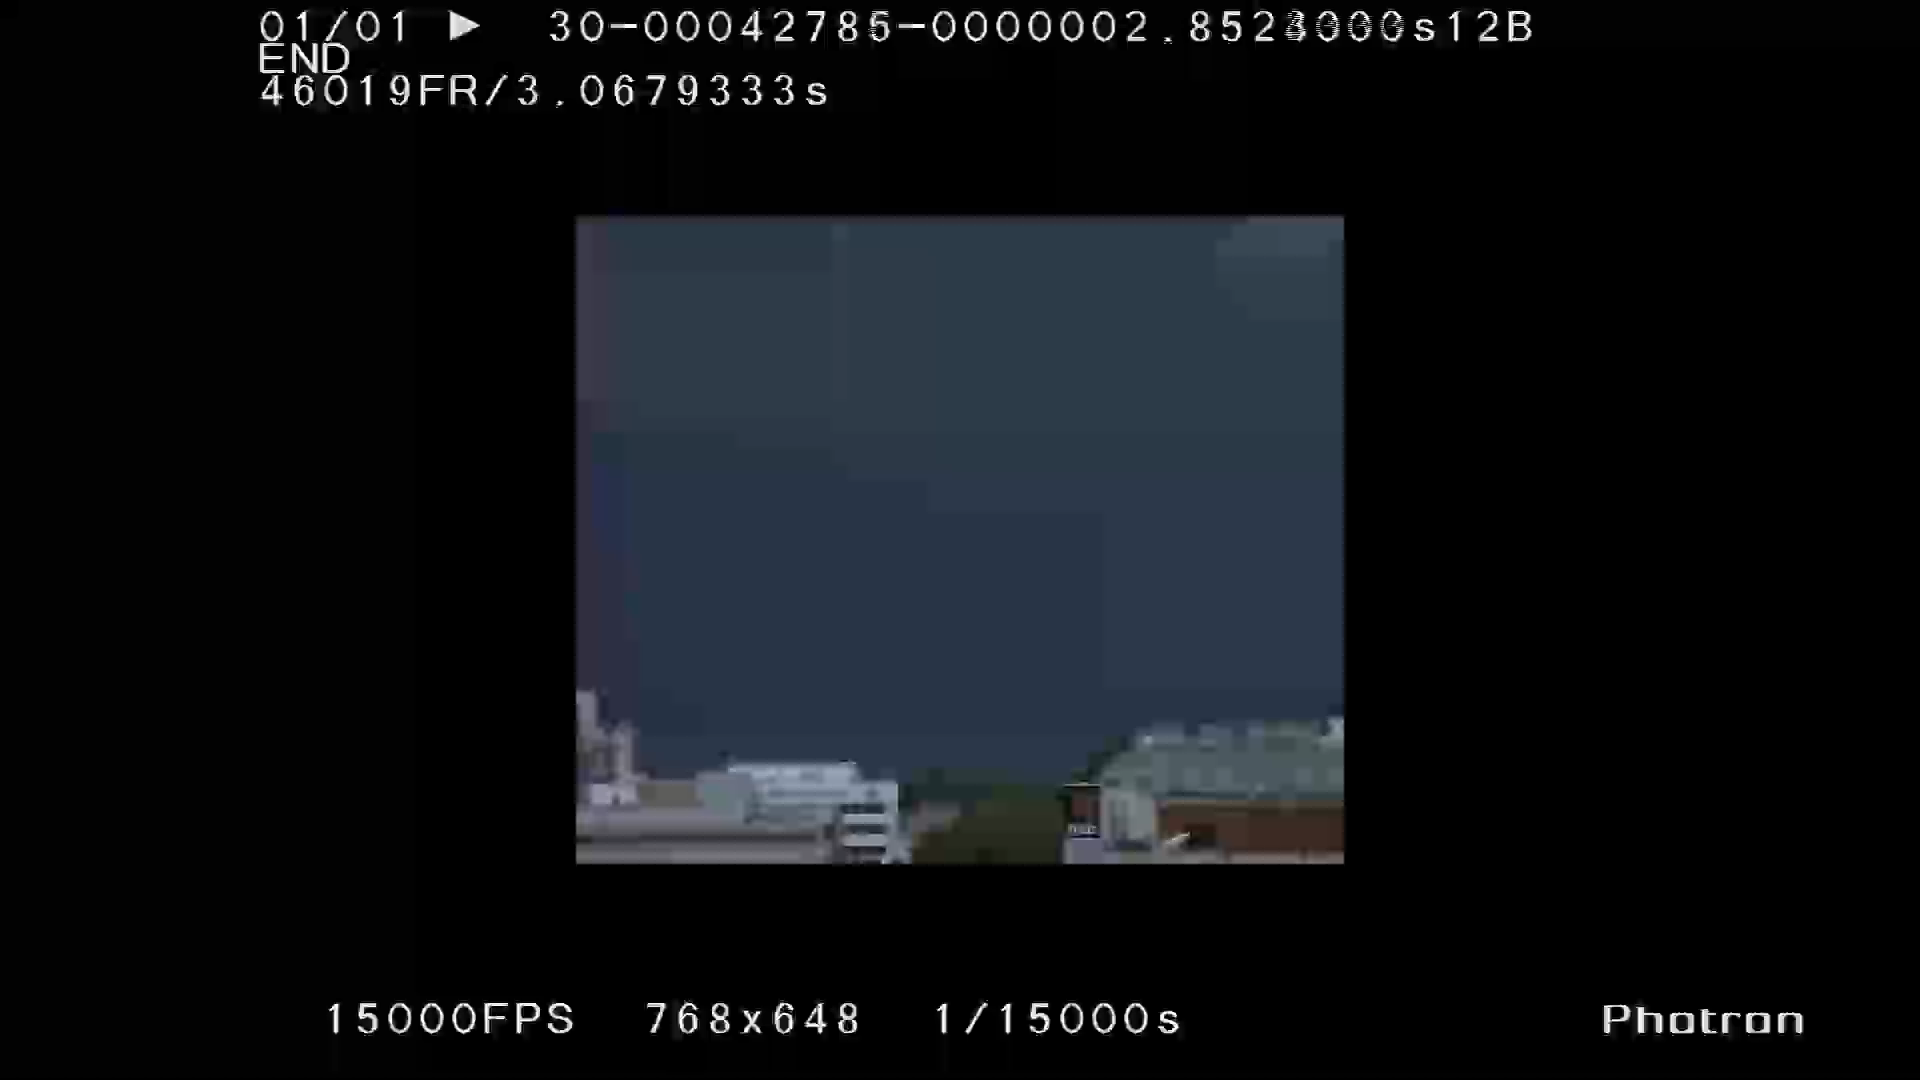 01/01 ▶ 30-00042785-0000002.8523000s12B
END
46019FR/3.0679333s
15000FPS 768x648 1/15000s
Photron